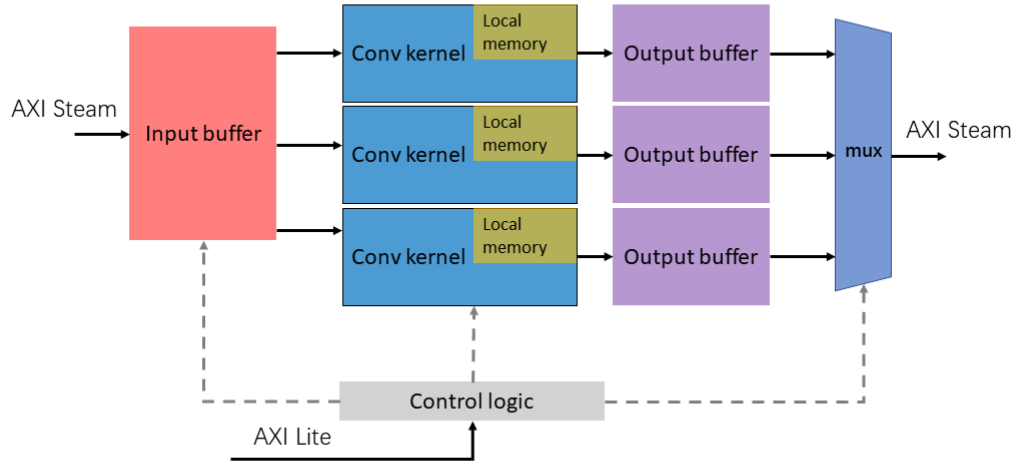 AXI Steam
Input buffer
Conv kernel
Local
memory
Output buffer
Conv kernel
Local
memory
Output buffer
Conv kernel
Local
memory
Output buffer
mux
AXI Steam
Control logic
AXI Lite